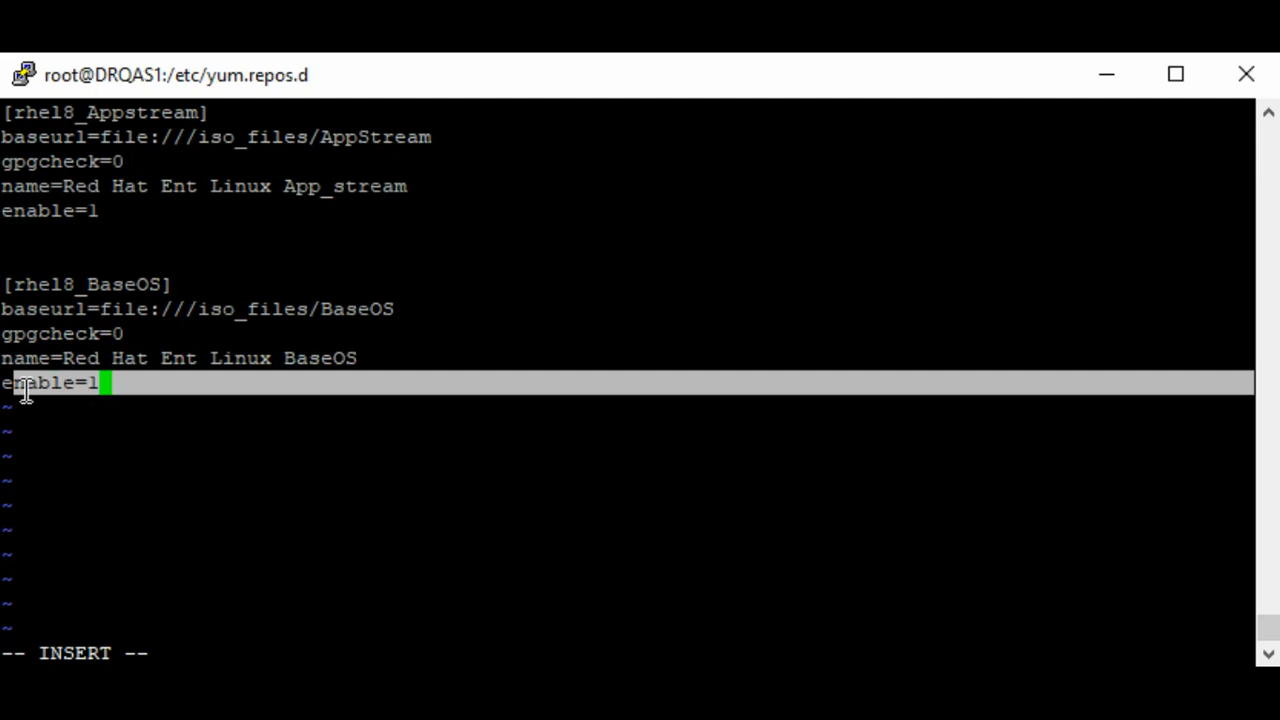 root@DRQAS1:/etc/yum.repos.d
[rhel8_Appstream]
baseurl=file:///iso_files/AppStream
gpgcheck=0
name=Red Hat Ent Linux App_stream
enable=1
[rhel8_BaseOS]
baseurl=file:///iso_files/BaseOS
gpgcheck=0
name=Red Hat Ent Linux BaseOS
enable=1
~
~
~
~
~
~
~
~
~
~
-- INSERT --